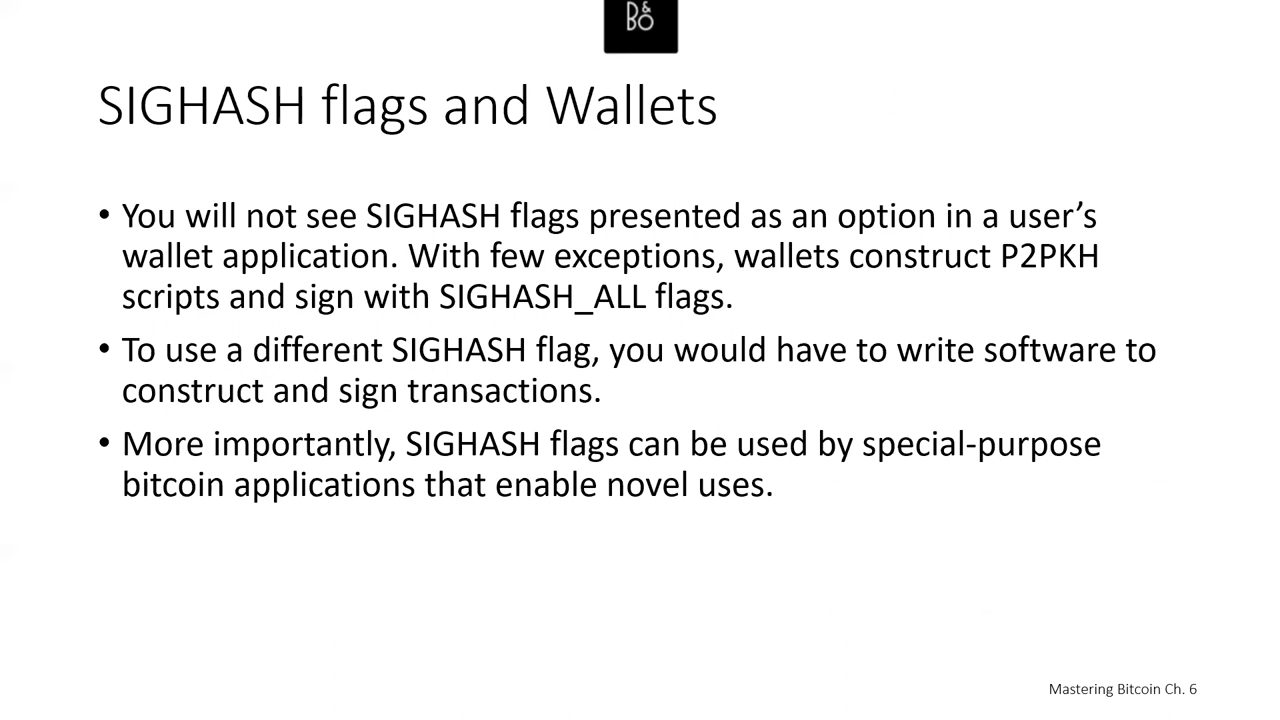 B&O
SIGHASH flags and Wallets
• You will not see SIGHASH flags presented as an option in a user’s
wallet application. With few exceptions, wallets construct P2PKH
scripts and sign with SIGHASH_ALL flags.
• To use a different SIGHASH flag, you would have to write software to
construct and sign transactions.
• More importantly, SIGHASH flags can be used by special-purpose
bitcoin applications that enable novel uses.
Mastering Bitcoin Ch. 6